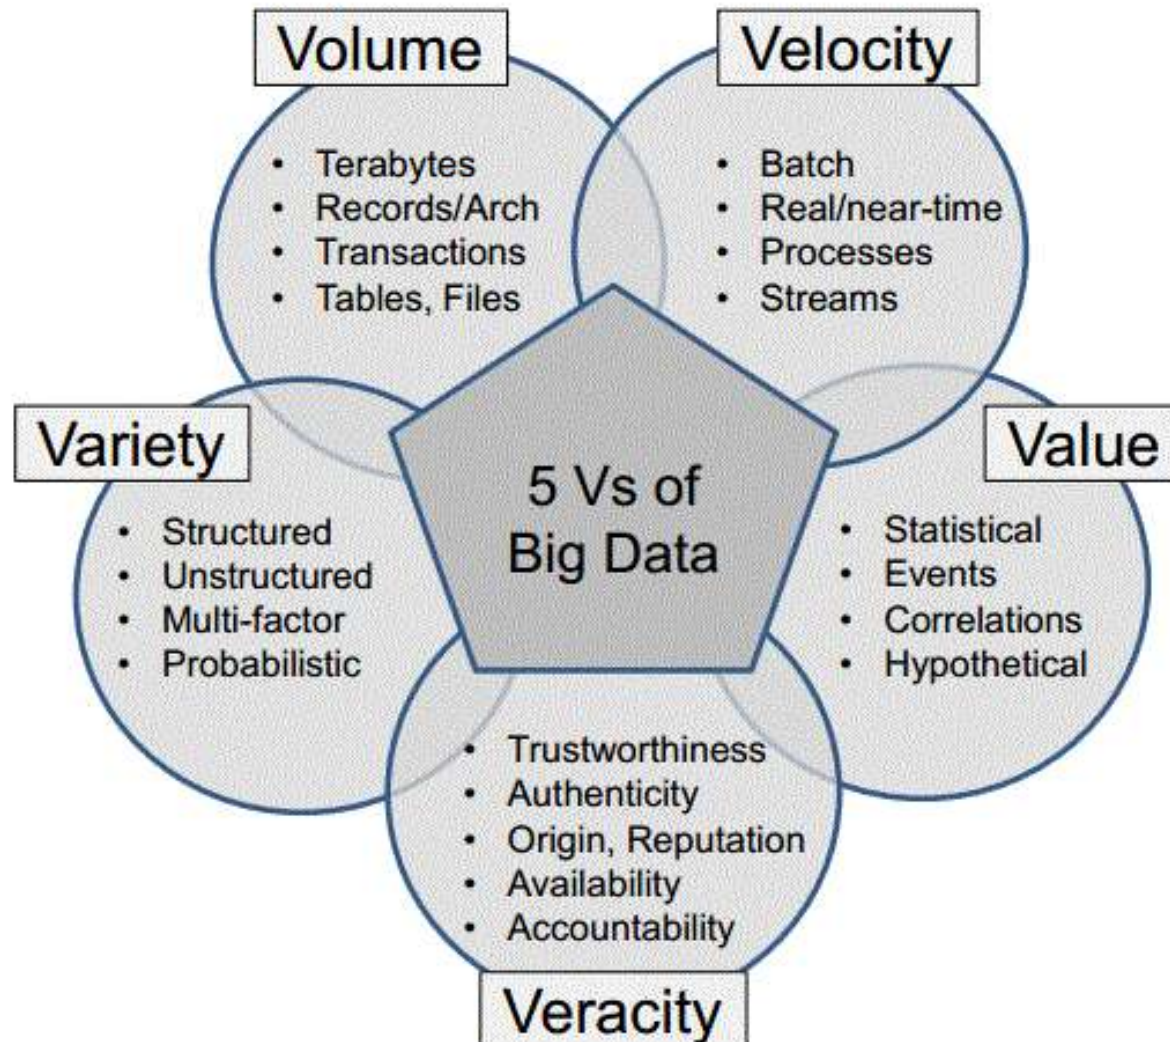 Volume
• Terabytes
• Records/Arch
• Transactions
• Tables, Files
Velocity
• Batch
• Real/near-time
• Processes
• Streams
Variety
• Structured
• Unstructured
• Multi-factor
• Probabilistic
5 Vs of
Big Data
Value
• Statistical
• Events
• Correlations
• Hypothetical
• Trustworthiness
• Authenticity
• Origin, Reputation
• Availability
• Accountability
Veracity